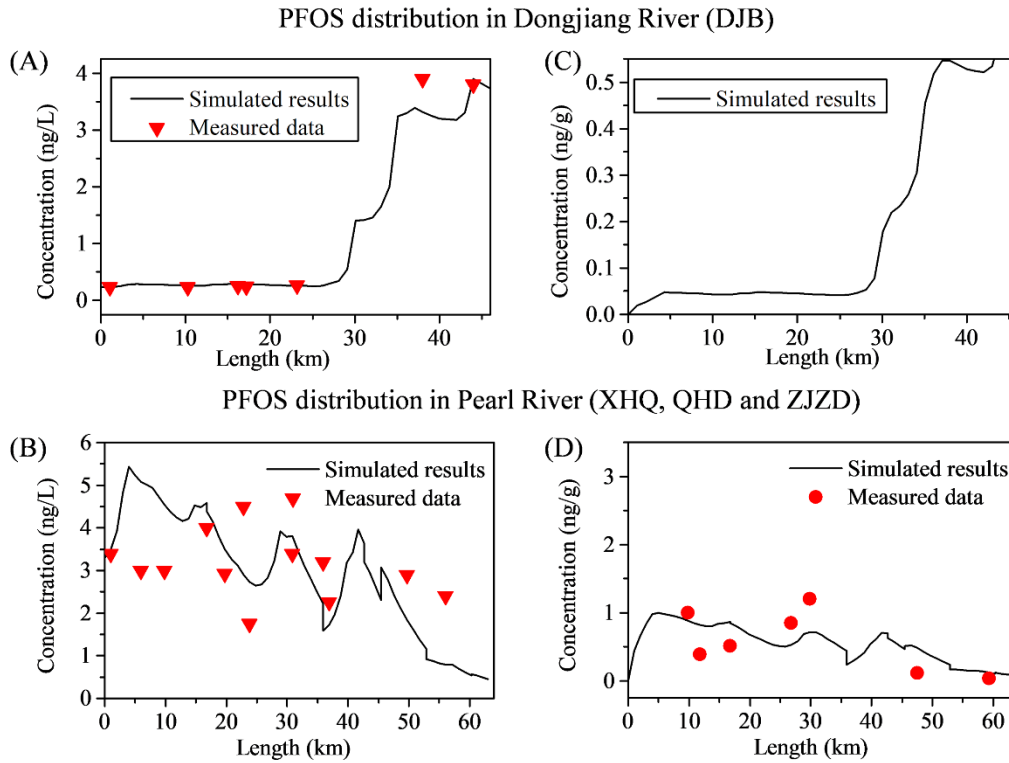 PFOS distribution in Dongjiang River (DJB)
(A)
Concentration (ng/L)
4
3
2
1
0
Simulated results
Measured data
0 10 20 30 40
Length (km)
(C)
Concentration (ng/g)
0.5
0.4
0.3
0.2
0.1
0.0
Simulated results
0 10 20 30 40
Length (km)
PFOS distribution in Pearl River (XHQ, QHD and ZJZD)
(B)
Concentration (ng/L)
6
5
4
3
2
1
0
Simulated results
Measured data
0 10 20 30 40 50 60
Length (km)
(D)
Concentration (ng/g)
3
2
1
0
Simulated results
Measured data
0 10 20 30 40 50 60
Length (km)